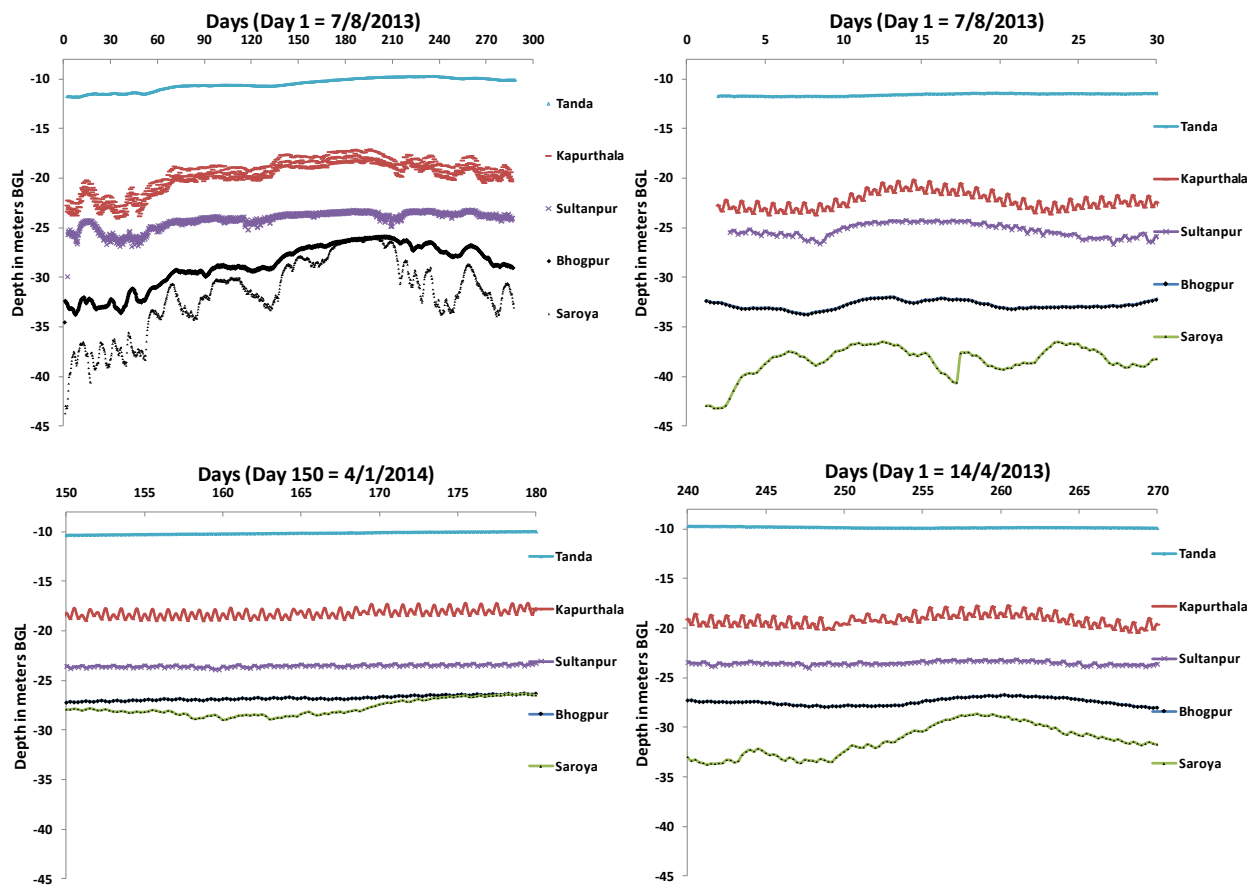 Days (Day 1 = 7/8/2013)
0 30 60 90 120 150 180 210 240 270 300
Depth in meters BGL
-10
-15
-20
-25
-30
-35
-40
-45
Tanda
Kapurthala
Sultanpur
Bhogpur
Saroya
Days (Day 1 = 7/8/2013)
0 5 10 15 20 25 30
Depth in meters BGL
-10
-15
-20
-25
-30
-35
-40
-45
Tanda
Kapurthala
Sultanpur
Bhogpur
Saroya
Days (Day 150 = 4/1/2014)
150 155 160 165 170 175 180
Depth in meters BGL
-10
-15
-20
-25
-30
-35
-40
-45
Tanda
Kapurthala
Sultanpur
Bhogpur
Saroya
Days (Day 1 = 14/4/2013)
240 245 250 255 260 265 270
Depth in meters BGL
-10
-15
-20
-25
-30
-35
-40
-45
Tanda
Kapurthala
Sultanpur
Bhogpur
Saroya